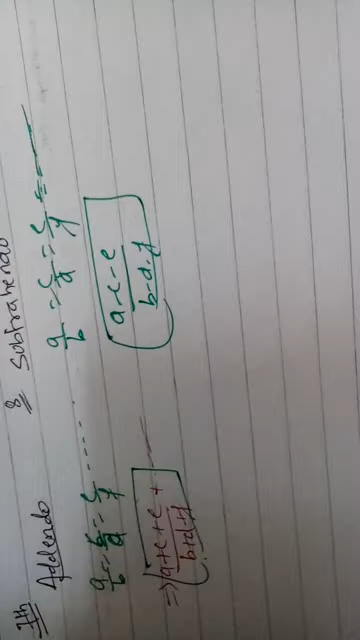 7th Addendo
a/b = c/d = e/f ----
=> (a+c+e+ / b+d+f
8 Subtrahendo
a/b = c/d = e/f = = —
a-c-e / b-d-f